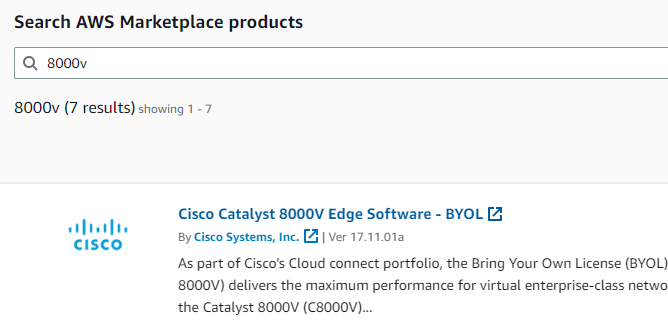 Search AWS Marketplace products
8000v
8000v (7 results) showing 1 - 7
Cisco Catalyst 8000V Edge Software - BYOL
CISCO
By Cisco Systems, Inc. | Ver 17.11.01a
As part of Cisco's Cloud connect portfolio, the Bring Your Own License (BYOL)
8000V) delivers the maximum performance for virtual enterprise-class netwo
the Catalyst 8000V (C8000V)...